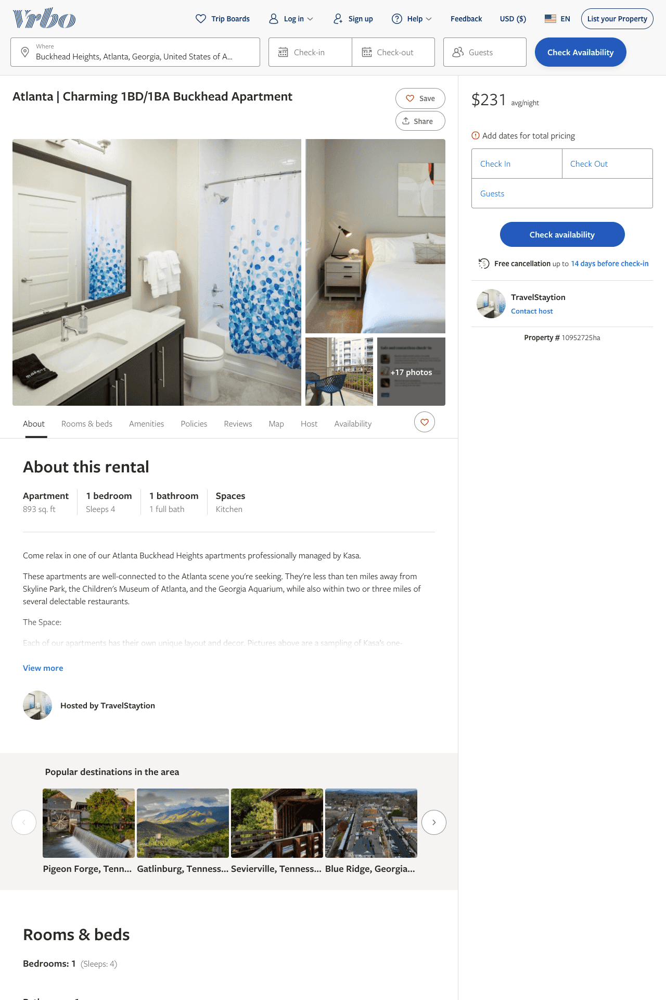 Vrbo
Trip Boards
Log in
Sign up
Help
Feedback
USD ($)
EN
List your Property
Where
Buckhead Heights, Atlanta, Georgia, United States of A...
Check-in
Check-out
Guests
Check Availability
Atlanta | Charming 1BD/1BA Buckhead Apartment
Save
Share
makeup
+17 photos
$231 avg/night
Add dates for total pricing
Check In
Check Out
Guests
Check availability
Free cancellation up to 14 days before check-in
TravelStaytion
Contact host
Property # 10952725ha
About
Rooms & beds
Amenities
Policies
Reviews
Map
Host
Availability
About this rental
Apartment
893 sq. ft
1 bedroom
Sleeps 4
1 bathroom
1 full bath
Spaces
Kitchen
Come relax in one of our Atlanta Buckhead Heights apartments professionally managed by Kasa.
These apartments are well-connected to the Atlanta scene you're seeking. They're less than ten miles away from
Skyline Park, the Children's Museum of Atlanta, and the Georgia Aquarium, while also within two or three miles of
several delectable restaurants.
The Space:
Each of our apartments has their own unique layout and decor. Pictures above are a sampling of Kasa's one-
View more
Hosted by TravelStaytion
Popular destinations in the area
Pigeon Forge, Tenn...
Gatlinburg, Tenness...
Sevierville, Tenness...
Blue Ridge, Georgia...
Rooms & beds
Bedrooms: 1 (Sleeps: 4)